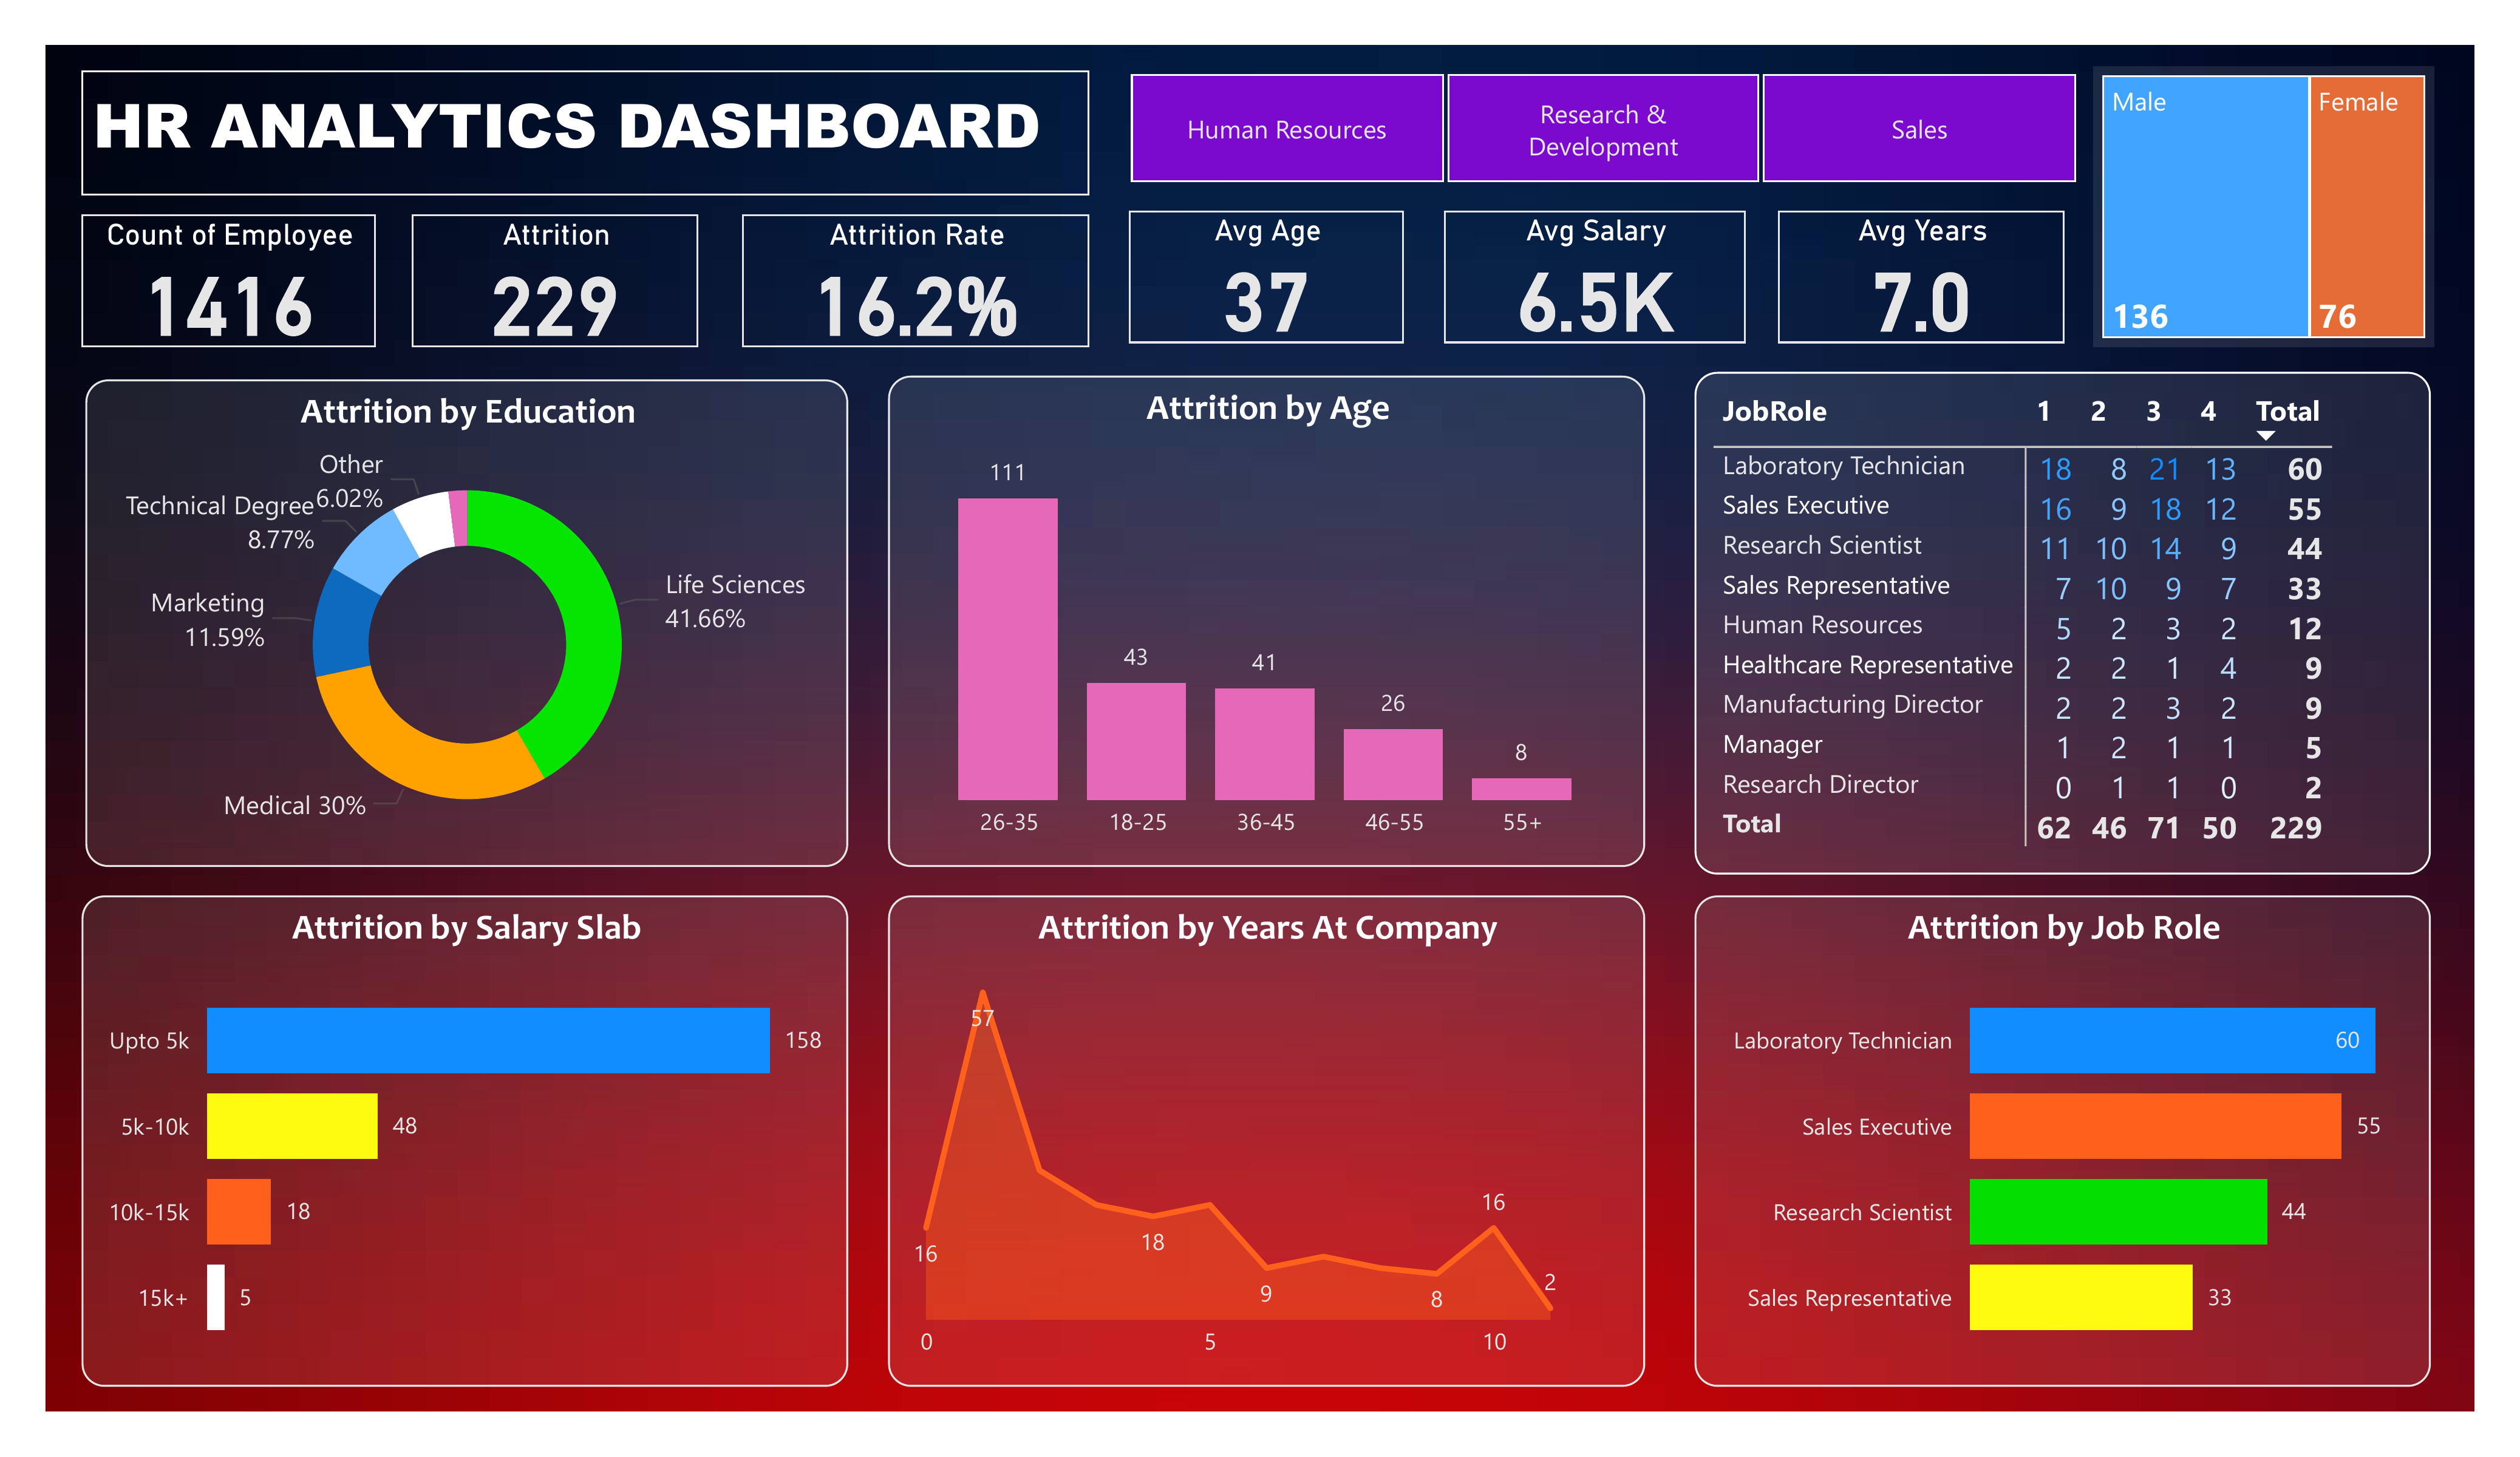 HR ANALYTICS DASHBOARD
Human Resources
Research &
Development
Sales
Male
Female
136
76
Count of Employee
1416
Attrition
229
Attrition Rate
16.2%
Avg Age
37
Avg Salary
6.5K
Avg Years
7.0
Attrition by Education
Other
6.02%
Technical Degree
8.77%
Marketing
11.59%
Life Sciences
41.66%
Medical 30%
Attrition by Age
111
43
41
26
8
26-35 18-25 36-45 46-55 55+
JobRole 1 2 3 4 Total
Laboratory Technician 18 8 21 13 60
Sales Executive 16 9 18 12 55
Research Scientist 11 10 14 9 44
Sales Representative 7 10 9 7 33
Human Resources 5 2 3 2 12
Healthcare Representative 2 2 1 4 9
Manufacturing Director 2 2 3 2 9
Manager 1 2 1 1 5
Research Director 0 1 1 0 2
Total 62 46 71 50 229
Attrition by Salary Slab
Upto 5k 158
5k-10k 48
10k-15k 18
15k+ 5
Attrition by Years At Company
57
16
18
9
8
16
2
0 5 10
Attrition by Job Role
Laboratory Technician 60
Sales Executive 55
Research Scientist 44
Sales Representative 33